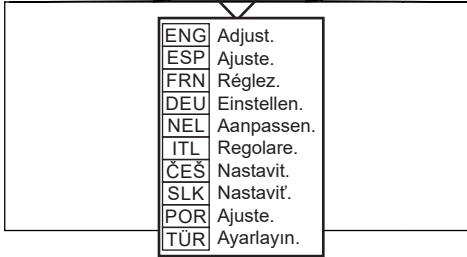 ENG Adjust.
ESP Ajuste.
FRN Réglez.
DEU Einstellen.
NEL Aanpassen.
ITL Regolare.
ČEŠ Nastavit.
SLK Nastaviť.
POR Ajuste.
TÜR Ayarlayın.